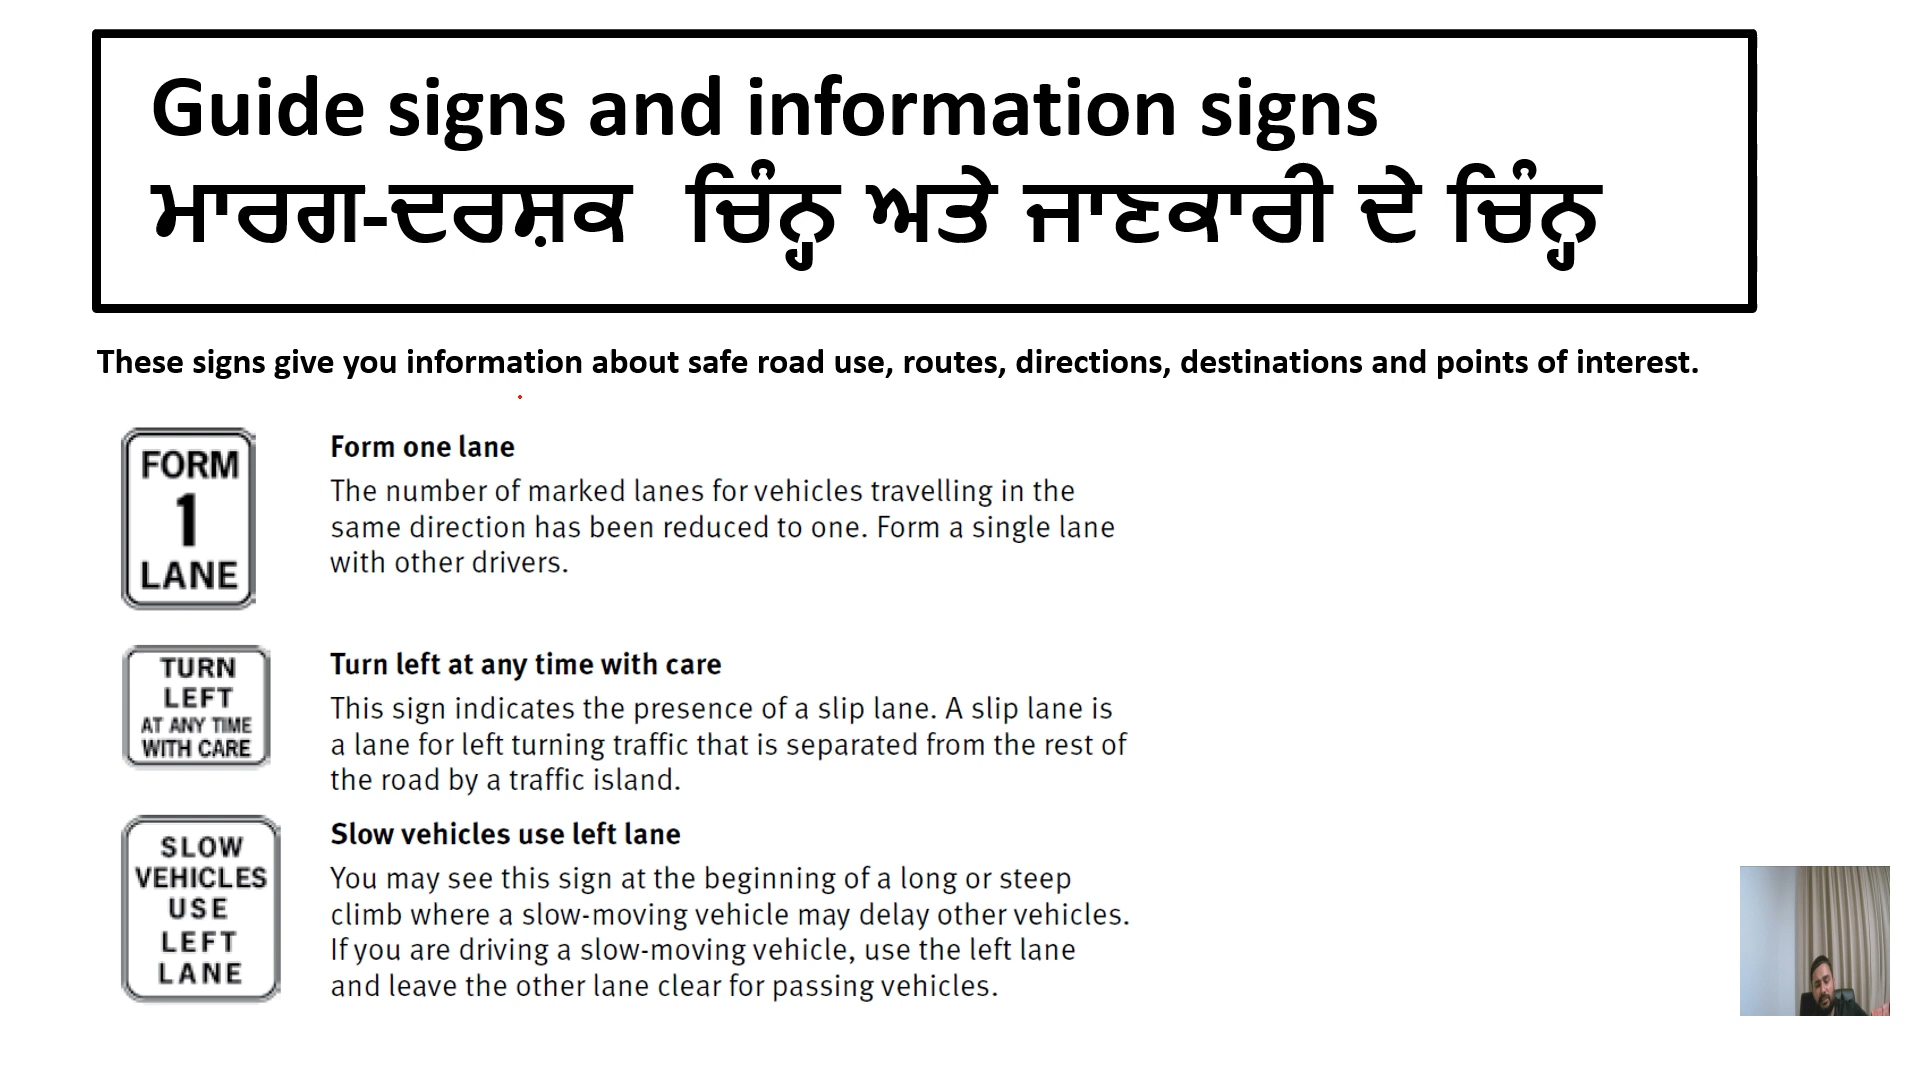 Guide signs and information signs
ਮਾਰਗ-ਦਰਸ਼ਕ ਚਿੰਨ੍ਹ ਅਤੇ ਜਾਣਕਾਰੀ ਦੇ ਚਿੰਨ੍ਹ
These signs give you information about safe road use, routes, directions, destinations and points of interest.
FORM
1
LANE
Form one lane
The number of marked lanes for vehicles travelling in the
same direction has been reduced to one. Form a single lane
with other drivers.
TURN
LEFT
AT ANY TIME
WITH CARE
Turn left at any time with care
This sign indicates the presence of a slip lane. A slip lane is
a lane for left turning traffic that is separated from the rest of
the road by a traffic island.
SLOW
VEHICLES
USE
LEFT
LANE
Slow vehicles use left lane
You may see this sign at the beginning of a long or steep
climb where a slow-moving vehicle may delay other vehicles.
If you are driving a slow-moving vehicle, use the left lane
and leave the other lane clear for passing vehicles.